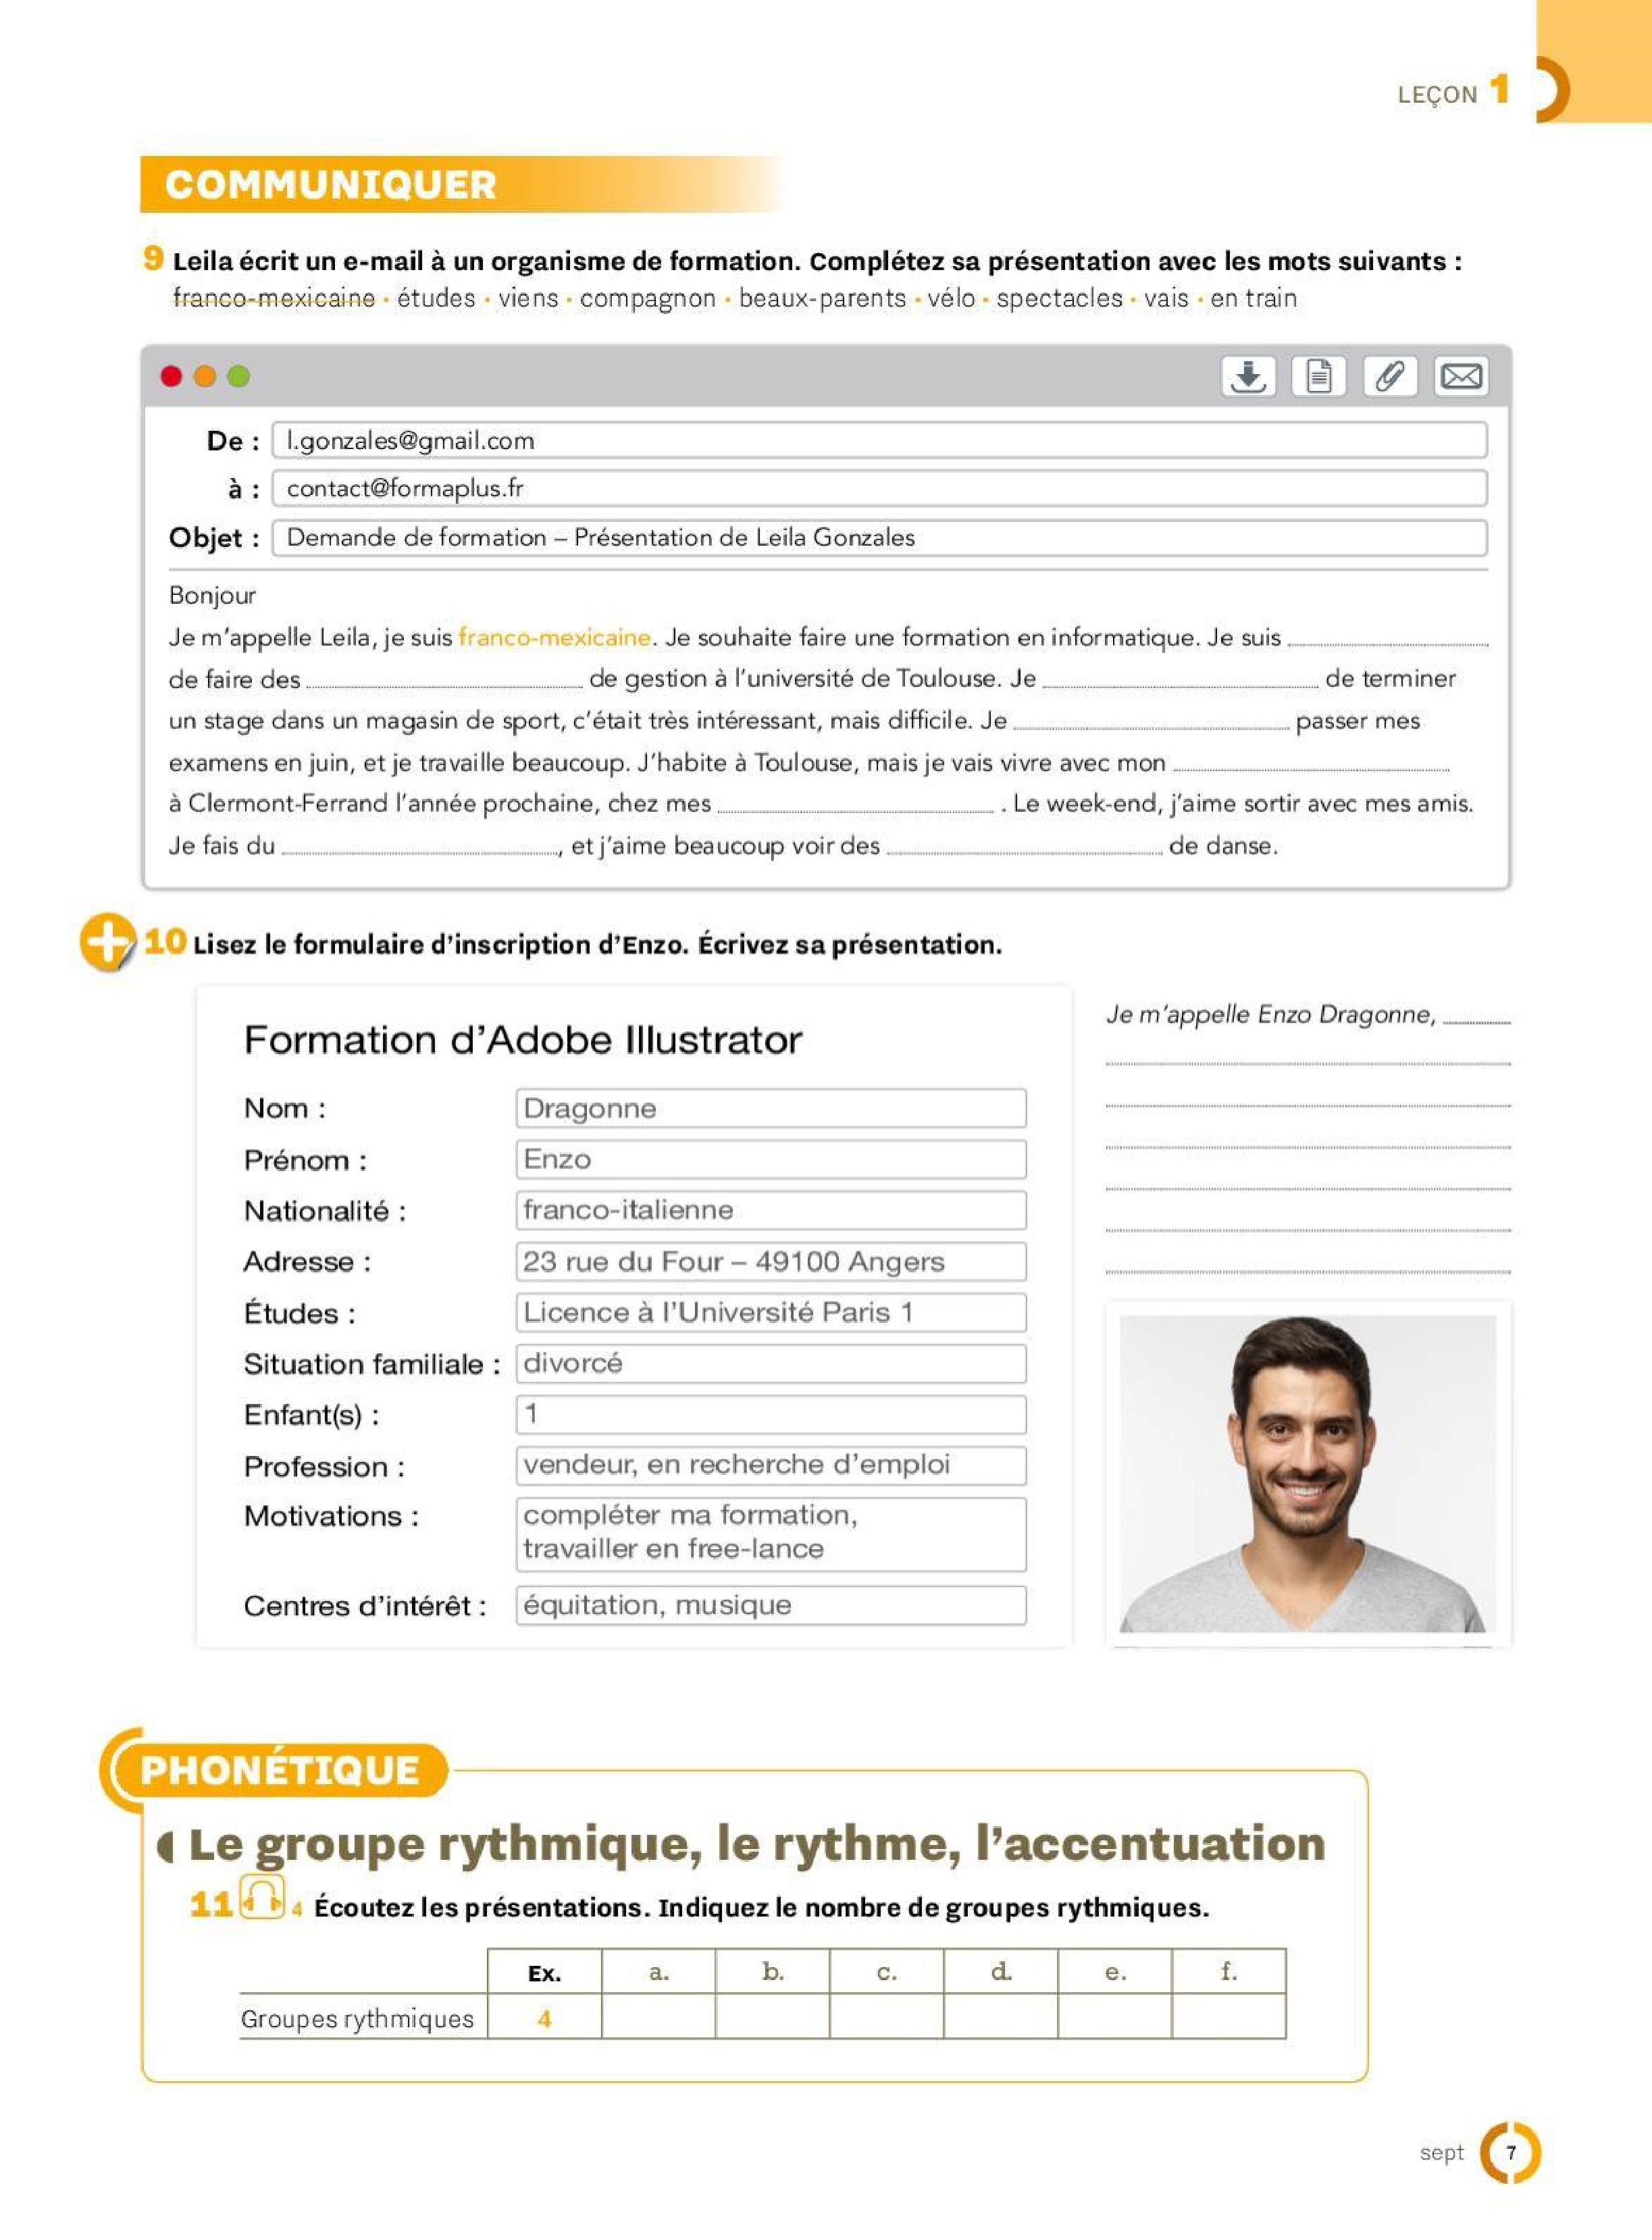 LEÇON 1
COMMUNIQUER
9 Leila écrit un e-mail à un organisme de formation. Complétez sa présentation avec les mots suivants :
franco-mexicaine • études • viens • compagnon • beaux-parents • vélo • spectacles • vais • en train
De : l.gonzales@gmail.com
à : contact@formaplus.fr
Objet : Demande de formation – Présentation de Leila Gonzales
Bonjour
Je m'appelle Leila, je suis franco-mexicaine. Je souhaite faire une formation en informatique. Je suis
de faire des de gestion à l'université de Toulouse. Je de terminer
un stage dans un magasin de sport, c'était très intéressant, mais difficile. Je passer mes
examens en juin, et je travaille beaucoup. J'habite à Toulouse, mais je vais vivre avec mon
à Clermont-Ferrand l'année prochaine, chez mes . Le week-end, j'aime sortir avec mes amis.
Je fais du , et j'aime beaucoup voir des de danse.
10 Lisez le formulaire d'inscription d'Enzo. Écrivez sa présentation.
Formation d'Adobe Illustrator
Nom : Dragonne
Prénom : Enzo
Nationalité : franco-italienne
Adresse : 23 rue du Four – 49100 Angers
Études : Licence à l'Université Paris 1
Situation familiale : divorcé
Enfant(s) : 1
Profession : vendeur, en recherche d'emploi
Motivations : compléter ma formation,
travailler en free-lance
Centres d'intérêt : équitation, musique
Je m'appelle Enzo Dragonne,
PHONÉTIQUE
Le groupe rythmique, le rythme, l'accentuation
11 4 Écoutez les présentations. Indiquez le nombre de groupes rythmiques.
Ex. a. b. c. d. e. f.
Groupes rythmiques 4
sept 7